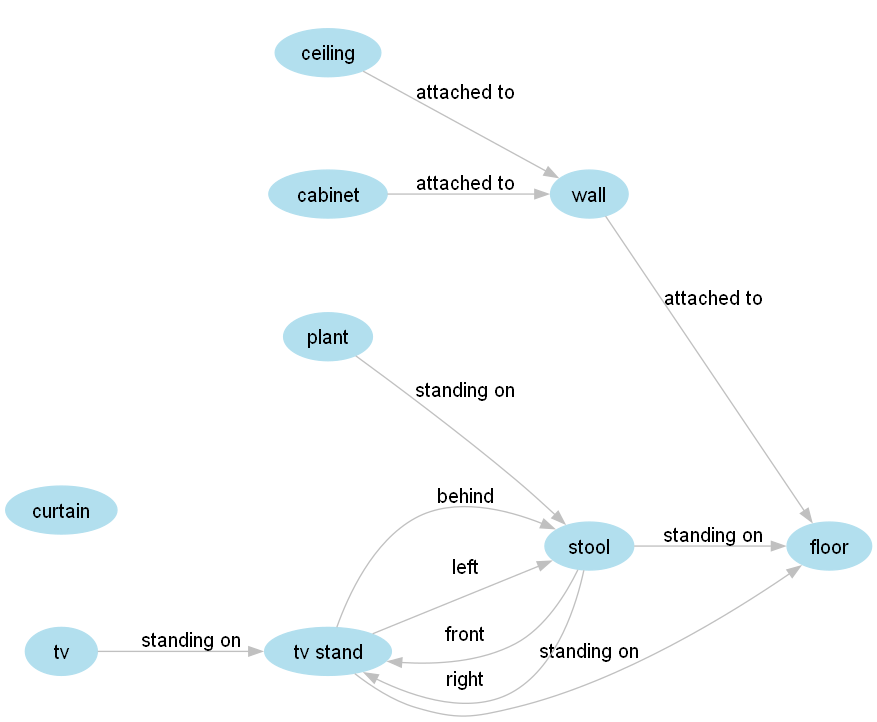 ceiling
attached to
cabinet
attached to
wall
attached to
plant
standing on
behind
curtain
stool
standing on
floor
left
front
tv
standing on
tv stand
standing on
right